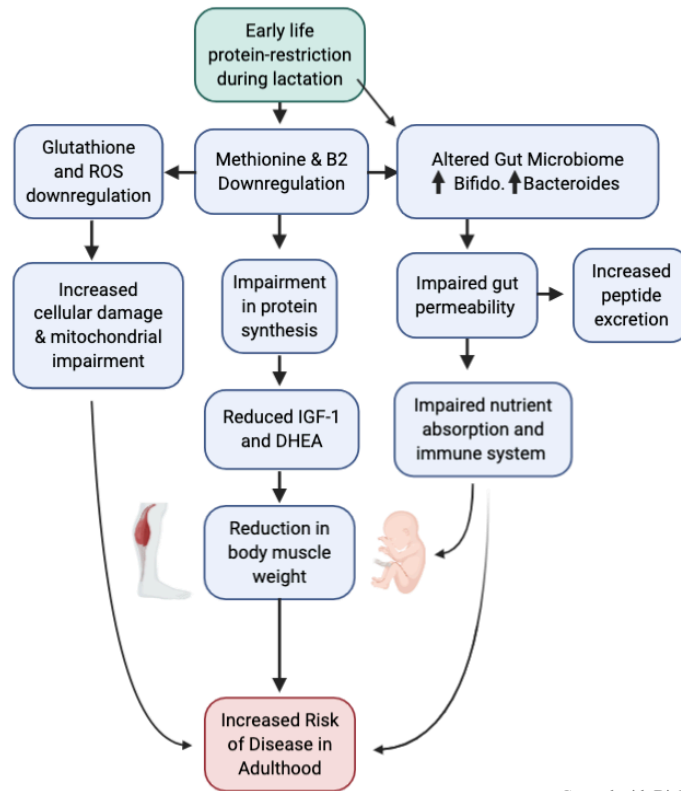 Early life
protein-restriction
during lactation
Glutathione
and ROS
downregulation
Methionine & B2
Downregulation
Altered Gut Microbiome
Bifido. Bacteroides
Increased
cellular damage
& mitochondrial
impairment
Impairment
in protein
synthesis
Impaired gut
permeability
Increased
peptide
excretion
Reduced IGF-1
and DHEA
Impaired nutrient
absorption and
immune system
Reduction in
body muscle
weight
Increased Risk
of Disease in
Adulthood